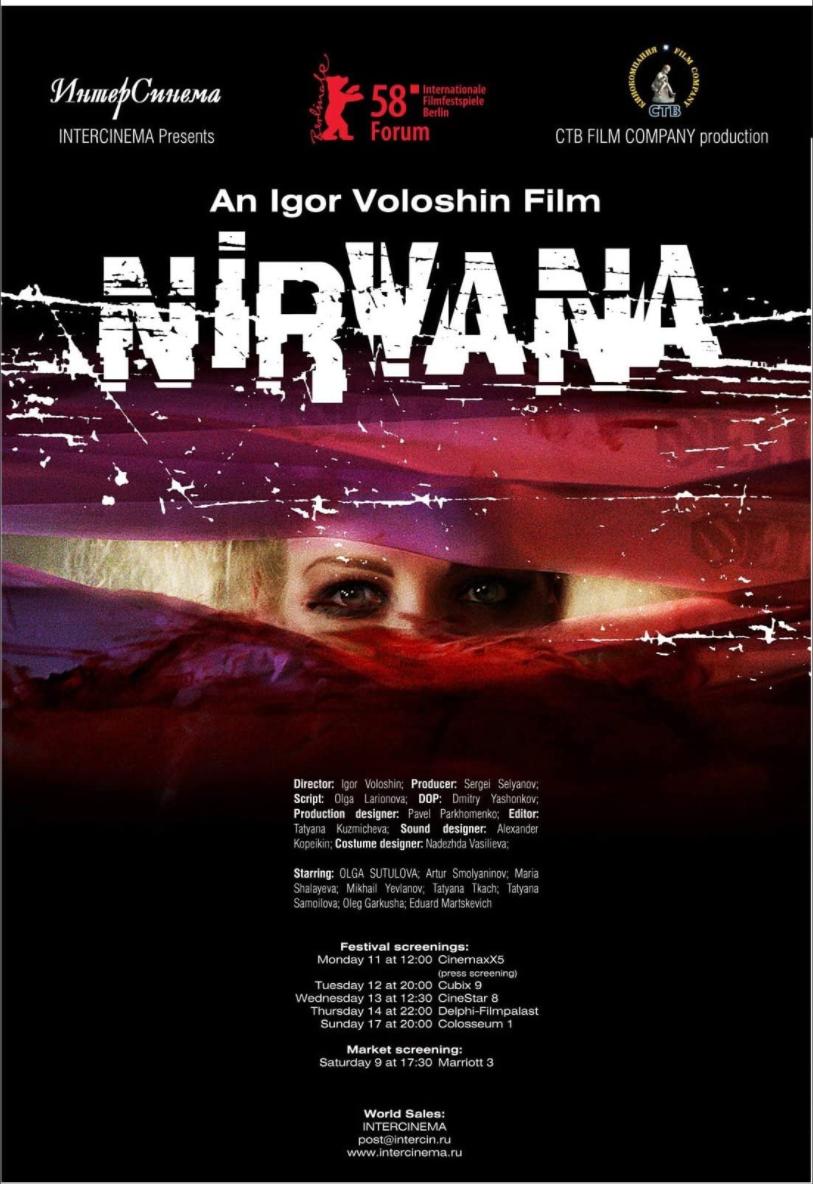 ИнтерСинема
INTERCINEMA Presents
Berlinale
58 Internationale
Filmfestspiele
Berlin
Forum
КИНОКОМПАНИЯ FILM COMPANY
СТВ
CTB FILM COMPANY production
An Igor Voloshin Film
NiRVANA
Director: Igor Voloshin; Producer: Sergei Selyanov;
Script: Olga Larionova; DOP: Dmitry Yashonkov;
Production designer: Pavel Parkhomenko; Editor:
Tatyana Kuzmicheva; Sound designer: Alexander
Kopeikin; Costume designer: Nadezhda Vasilieva;
Starring: OLGA SUTULOVA; Artur Smolyaninov; Maria
Shalayeva; Mikhail Yevlanov; Tatyana Tkach; Tatyana
Samoilova; Oleg Garkusha; Eduard Martskevich
Festival screenings:
Monday 11 at 12:00 CinemaxX5
(press screening)
Tuesday 12 at 20:00 Cubix 9
Wednesday 13 at 12:30 CineStar 8
Thursday 14 at 22:00 Delphi-Filmpalast
Sunday 17 at 20:00 Colosseum 1
Market screening:
Saturday 9 at 17:30 Marriott 3
World Sales:
INTERCINEMA
post@intercin.ru
www.intercinema.ru